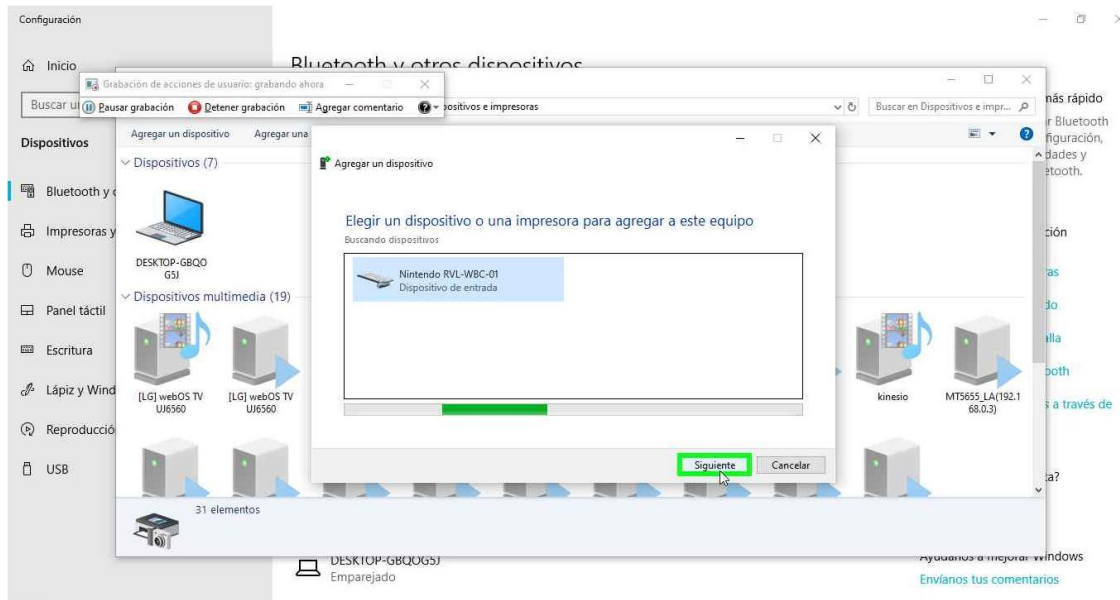 Configuración
Inicio
Bluetooth y otros dispositivos
Grabación de acciones de usuario: grabando ahora
Buscar
Pausar grabación
Detener grabación
Agregar comentario
positivos e impresoras
Buscar en Dispositivos e impr...
más rápido
Bluetooth
figuración,
dades y
etooth.
Dispositivos
Agregar un dispositivo
Agregar una
Agregar un dispositivo
Dispositivos (7)
Bluetooth y
Impresoras y
Mouse
Panel táctil
Escritura
Lápiz y Wind
Reproducció
USB
DESKTOP-GBQO
G5J
Dispositivos multimedia (19)
Elegir un dispositivo o una impresora para agregar a este equipo
Buscando dispositivos
Nintendo RVL-WBC-01
Dispositivo de entrada
ción
as
do
alla
ooth
s a través de
[LG] webOS TV
UJ6560
[LG] webOS TV
UJ6560
kinesio
MT5655_LA(192.1
68.0.3)
Siguiente
Cancelar
ta?
31 elementos
DESKTOP-GBQOG5J
Emparejado
Ayúdanos a mejorar Windows
Envíanos tus comentarios